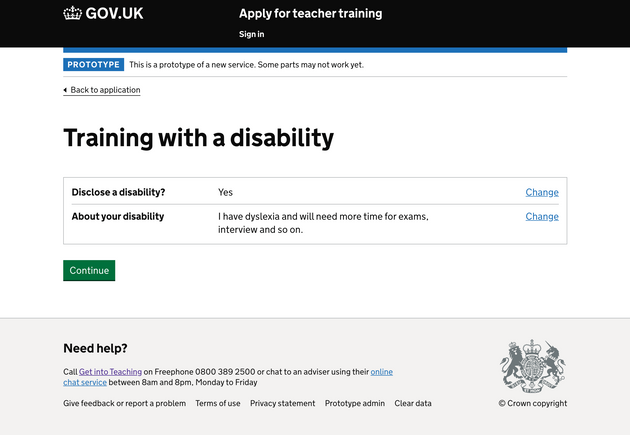 GOV.UK
Apply for teacher training
Sign in
PROTOTYPE This is a prototype of a new service. Some parts may not work yet.
Back to application
Training with a disability
Disclose a disability? Yes Change
About your disability I have dyslexia and will need more time for exams, Change
interview and so on.
Continue
Need help?
Call Get into Teaching on Freephone 0800 389 2500 or chat to an adviser using their online
chat service between 8am and 8pm, Monday to Friday
Give feedback or report a problem Terms of use Privacy statement Prototype admin Clear data © Crown copyright